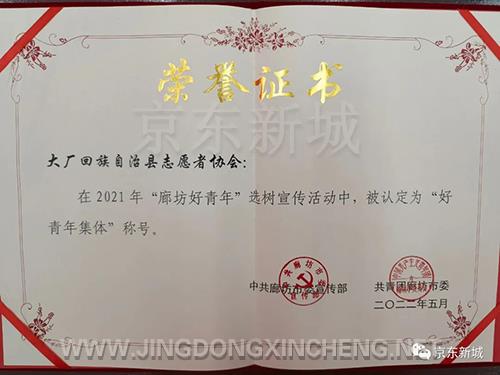 荣誉证书
京东新城
大厂回族自治县志愿者协会:
在2021年“廊坊好青年”选树宣传活动中，被认定为“好
青年集体”称号。
中共廊坊市委宣传部
共青团廊坊市委
二〇二二年五月
WWW.JINGDONGXINCHENG.NET
京东新城